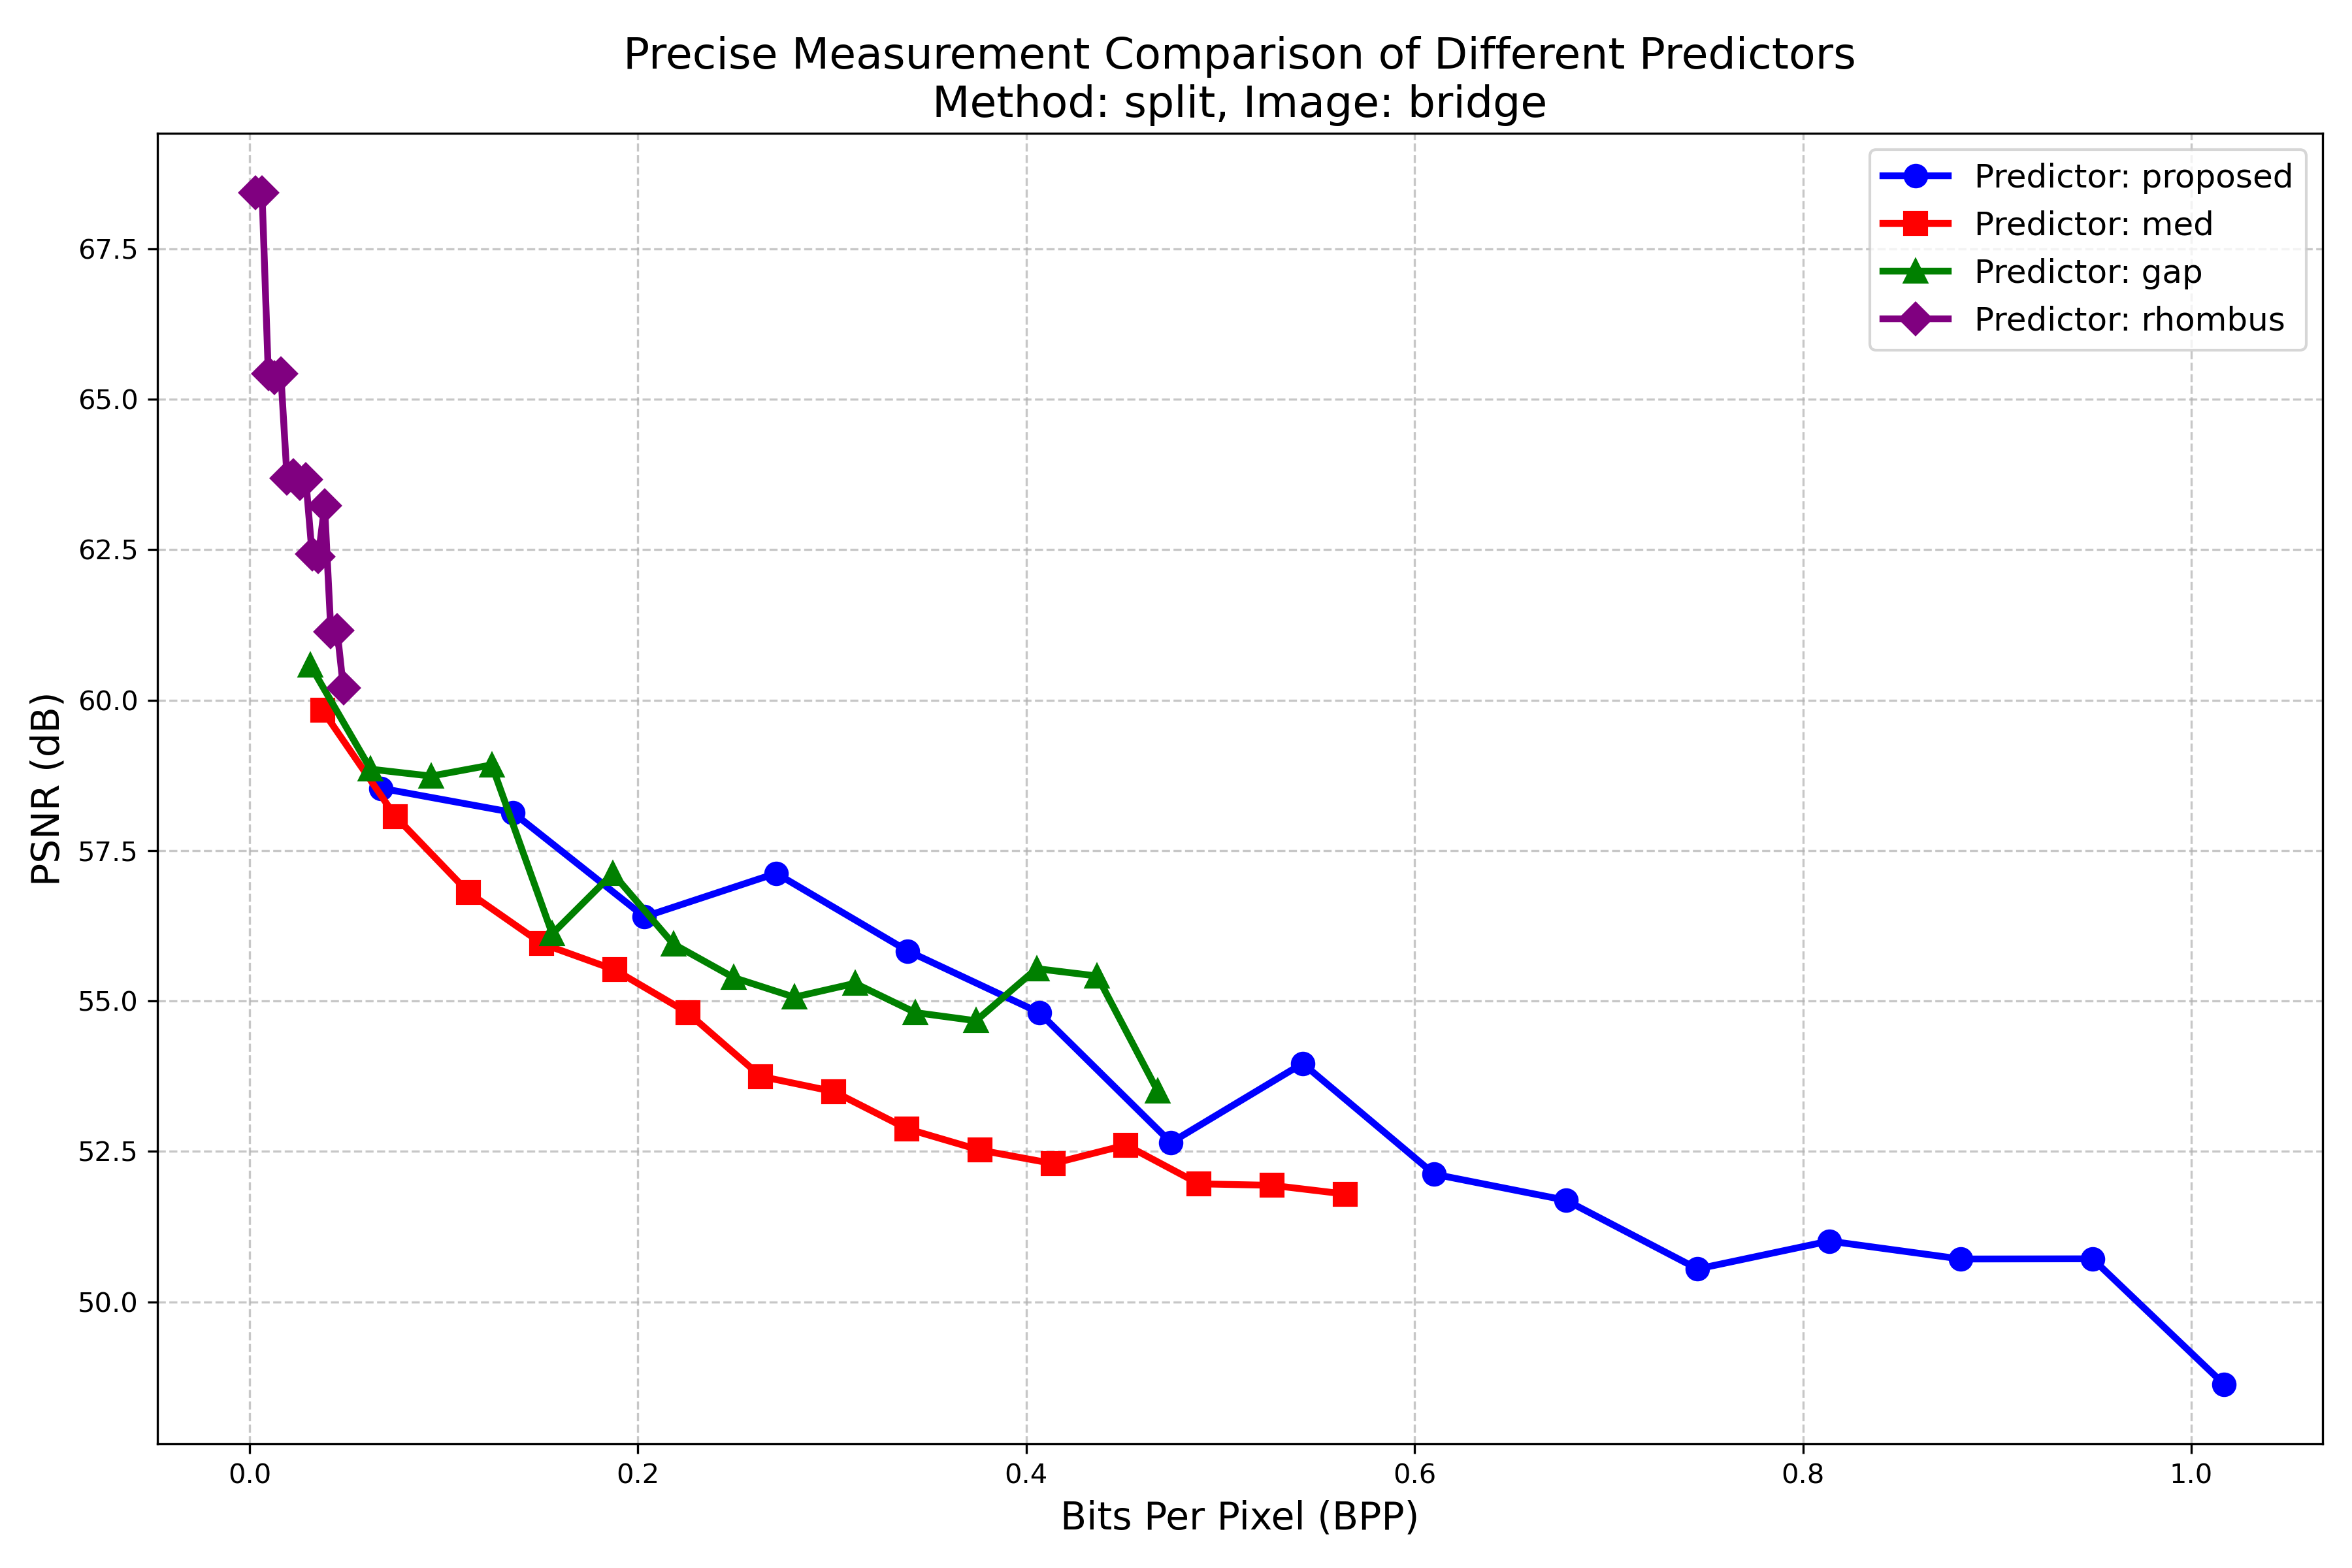 Precise Measurement Comparison of Different Predictors
Method: split, Image: bridge
Predictor: proposed
Predictor: med
Predictor: gap
Predictor: rhombus
PSNR (dB)
67.5
65.0
62.5
60.0
57.5
55.0
52.5
50.0
0.0 0.2 0.4 0.6 0.8 1.0
Bits Per Pixel (BPP)